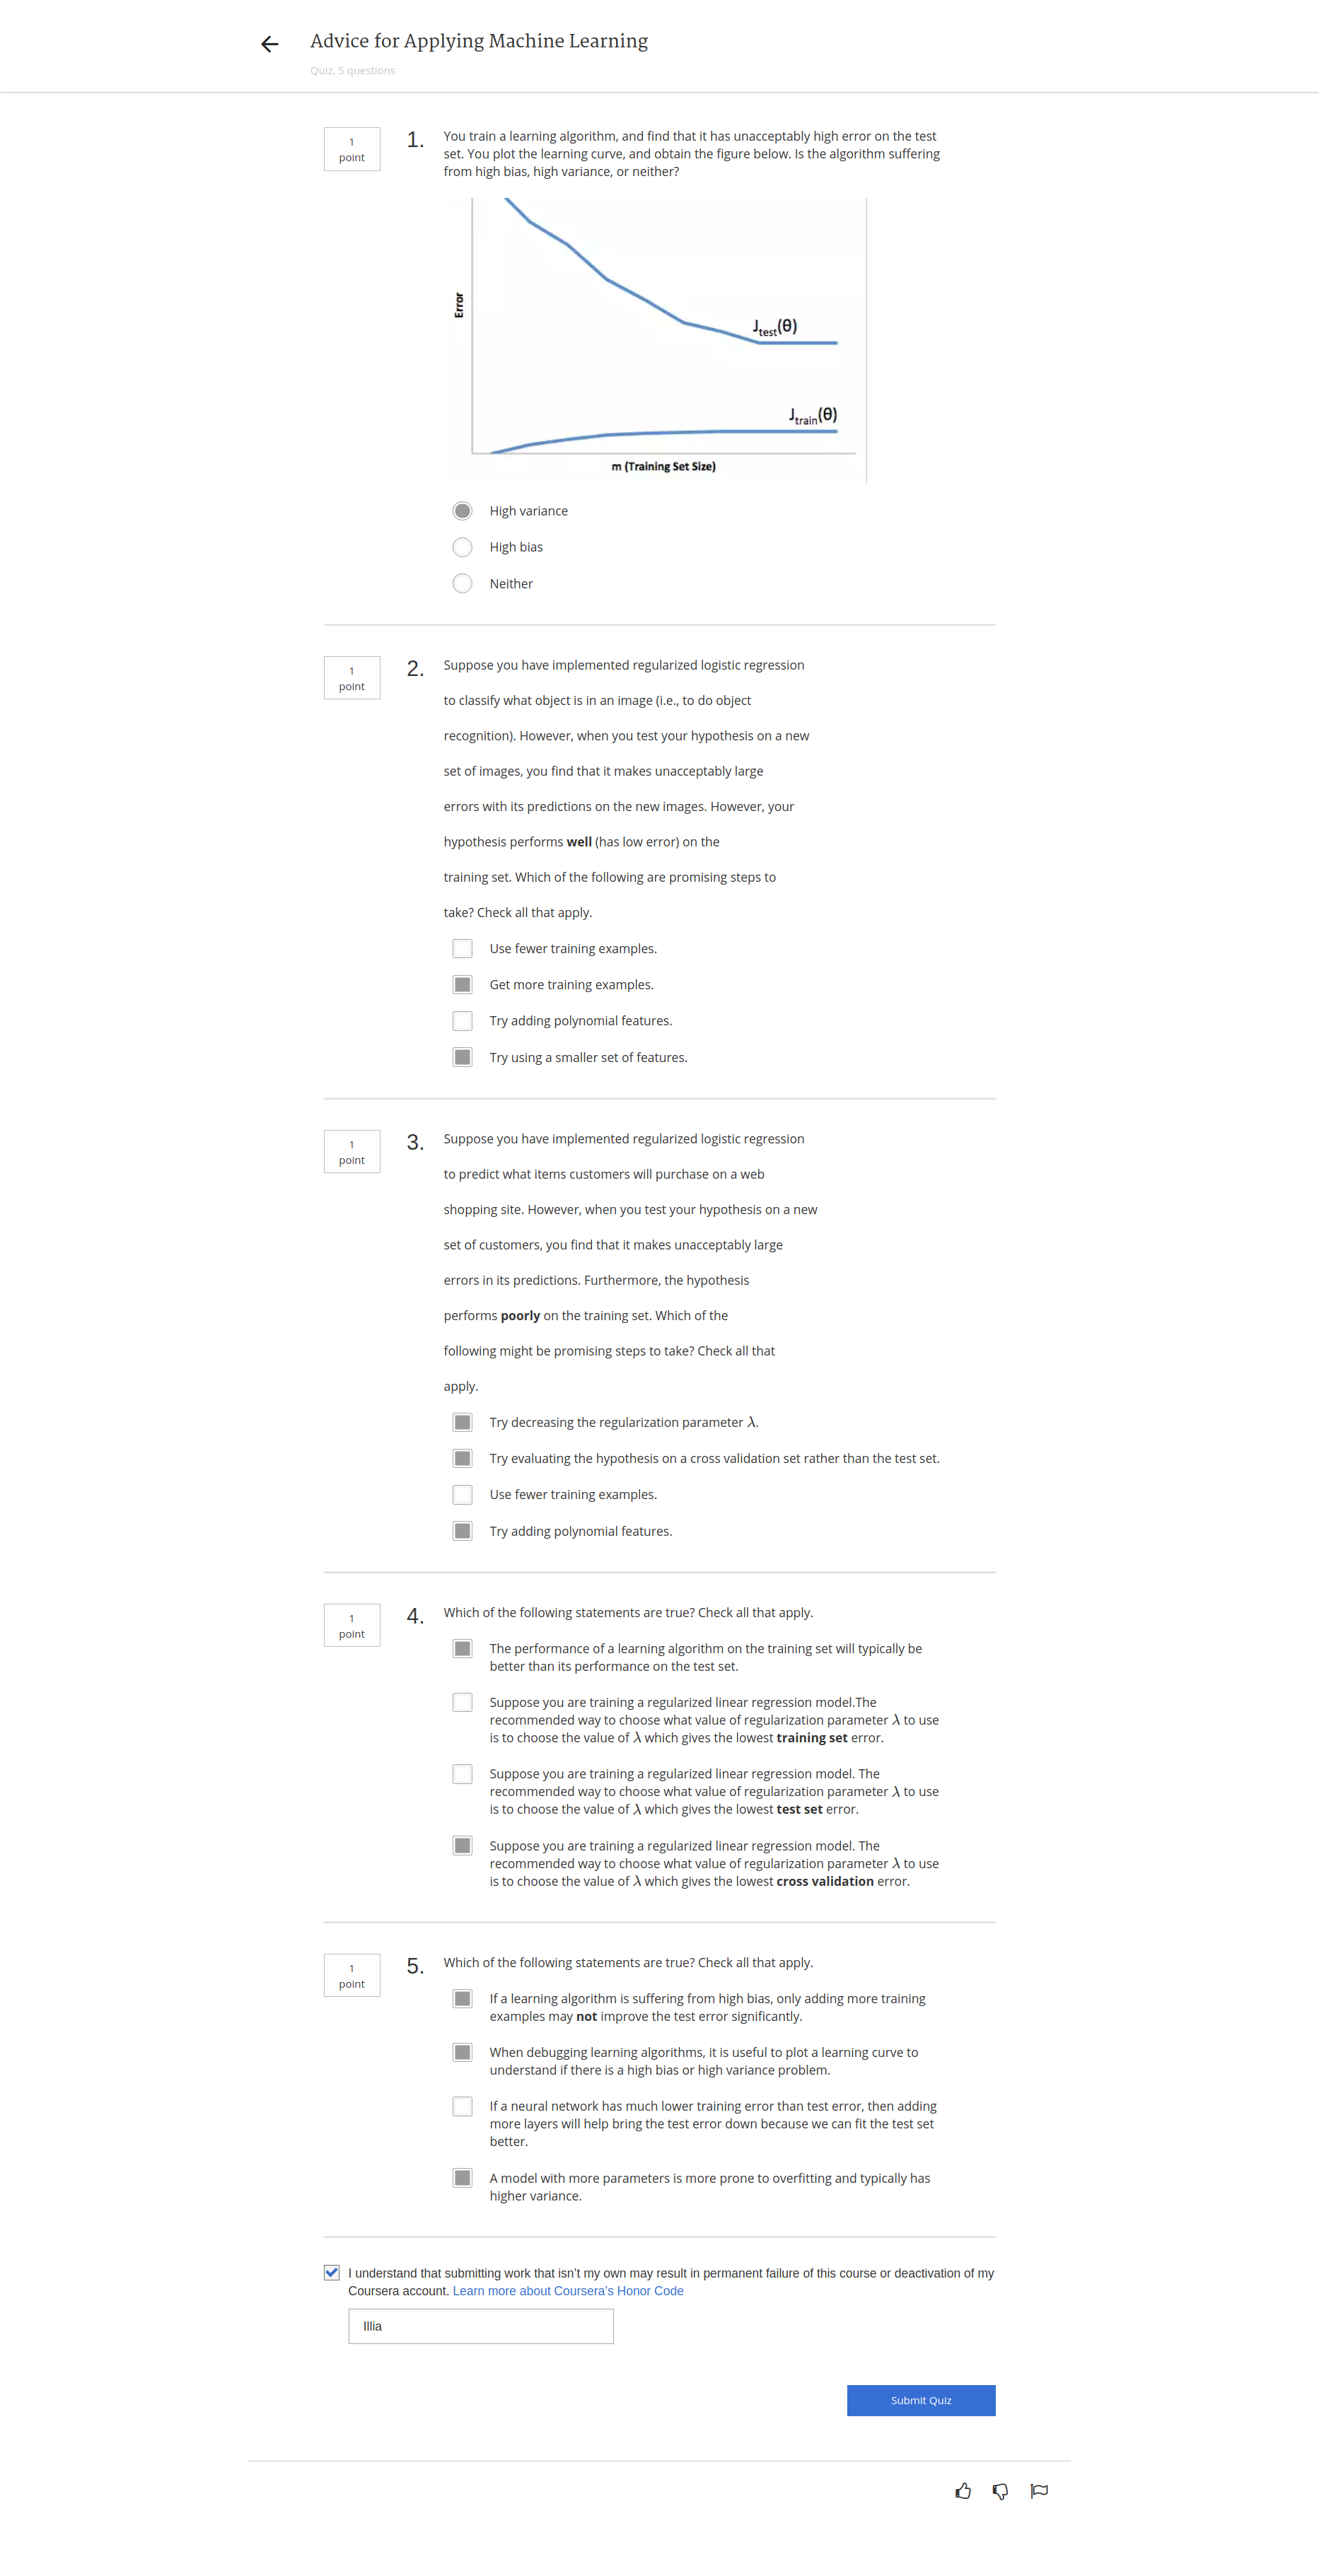 Advice for Applying Machine Learning
Quiz, 5 questions
1
point
1.
You train a learning algorithm, and find that it has unacceptably high error on the test
set. You plot the learning curve, and obtain the figure below. Is the algorithm suffering
from high bias, high variance, or neither?
Error
Jtest(θ)
Jtrain(θ)
m (Training Set Size)
High variance
High bias
Neither
1
point
2.
Suppose you have implemented regularized logistic regression
to classify what object is in an image (i.e., to do object
recognition). However, when you test your hypothesis on a new
set of images, you find that it makes unacceptably large
errors with its predictions on the new images. However, your
hypothesis performs well (has low error) on the
training set. Which of the following are promising steps to
take? Check all that apply.
Use fewer training examples.
Get more training examples.
Try adding polynomial features.
Try using a smaller set of features.
1
point
3.
Suppose you have implemented regularized logistic regression
to predict what items customers will purchase on a web
shopping site. However, when you test your hypothesis on a new
set of customers, you find that it makes unacceptably large
errors in its predictions. Furthermore, the hypothesis
performs poorly on the training set. Which of the
following might be promising steps to take? Check all that
apply.
Try decreasing the regularization parameter λ.
Try evaluating the hypothesis on a cross validation set rather than the test set.
Use fewer training examples.
Try adding polynomial features.
1
point
4.
Which of the following statements are true? Check all that apply.
The performance of a learning algorithm on the training set will typically be
better than its performance on the test set.
Suppose you are training a regularized linear regression model.The
recommended way to choose what value of regularization parameter λ to use
is to choose the value of λ which gives the lowest training set error.
Suppose you are training a regularized linear regression model. The
recommended way to choose what value of regularization parameter λ to use
is to choose the value of λ which gives the lowest test set error.
Suppose you are training a regularized linear regression model. The
recommended way to choose what value of regularization parameter λ to use
is to choose the value of λ which gives the lowest cross validation error.
1
point
5.
Which of the following statements are true? Check all that apply.
If a learning algorithm is suffering from high bias, only adding more training
examples may not improve the test error significantly.
When debugging learning algorithms, it is useful to plot a learning curve to
understand if there is a high bias or high variance problem.
If a neural network has much lower training error than test error, then adding
more layers will help bring the test error down because we can fit the test set
better.
A model with more parameters is more prone to overfitting and typically has
higher variance.
I understand that submitting work that isn’t my own may result in permanent failure of this course or deactivation of my
Coursera account. Learn more about Coursera’s Honor Code
Illia
Submit Quiz